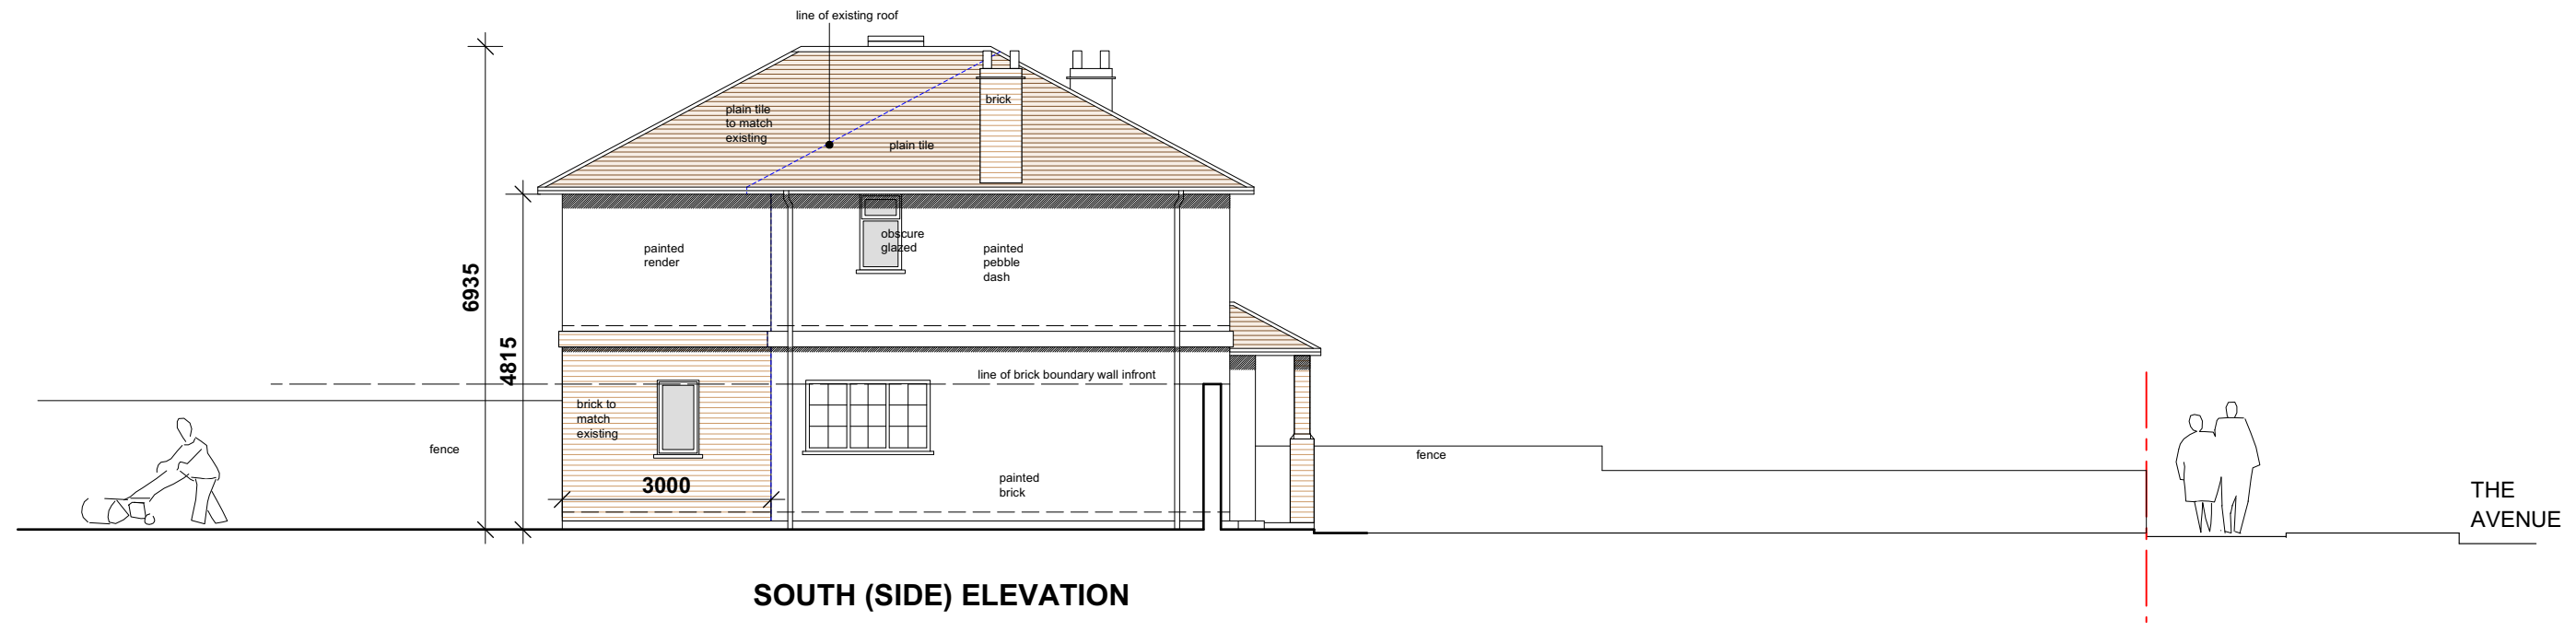 line of existing roof
plain tile
to match
existing
brick
plain tile
painted
render
obscure
glazed
painted
pebble
dash
6935
4815
line of brick boundary wall infront
brick to
match
existing
fence
fence
3000
painted
brick
THE
AVENUE
SOUTH (SIDE) ELEVATION